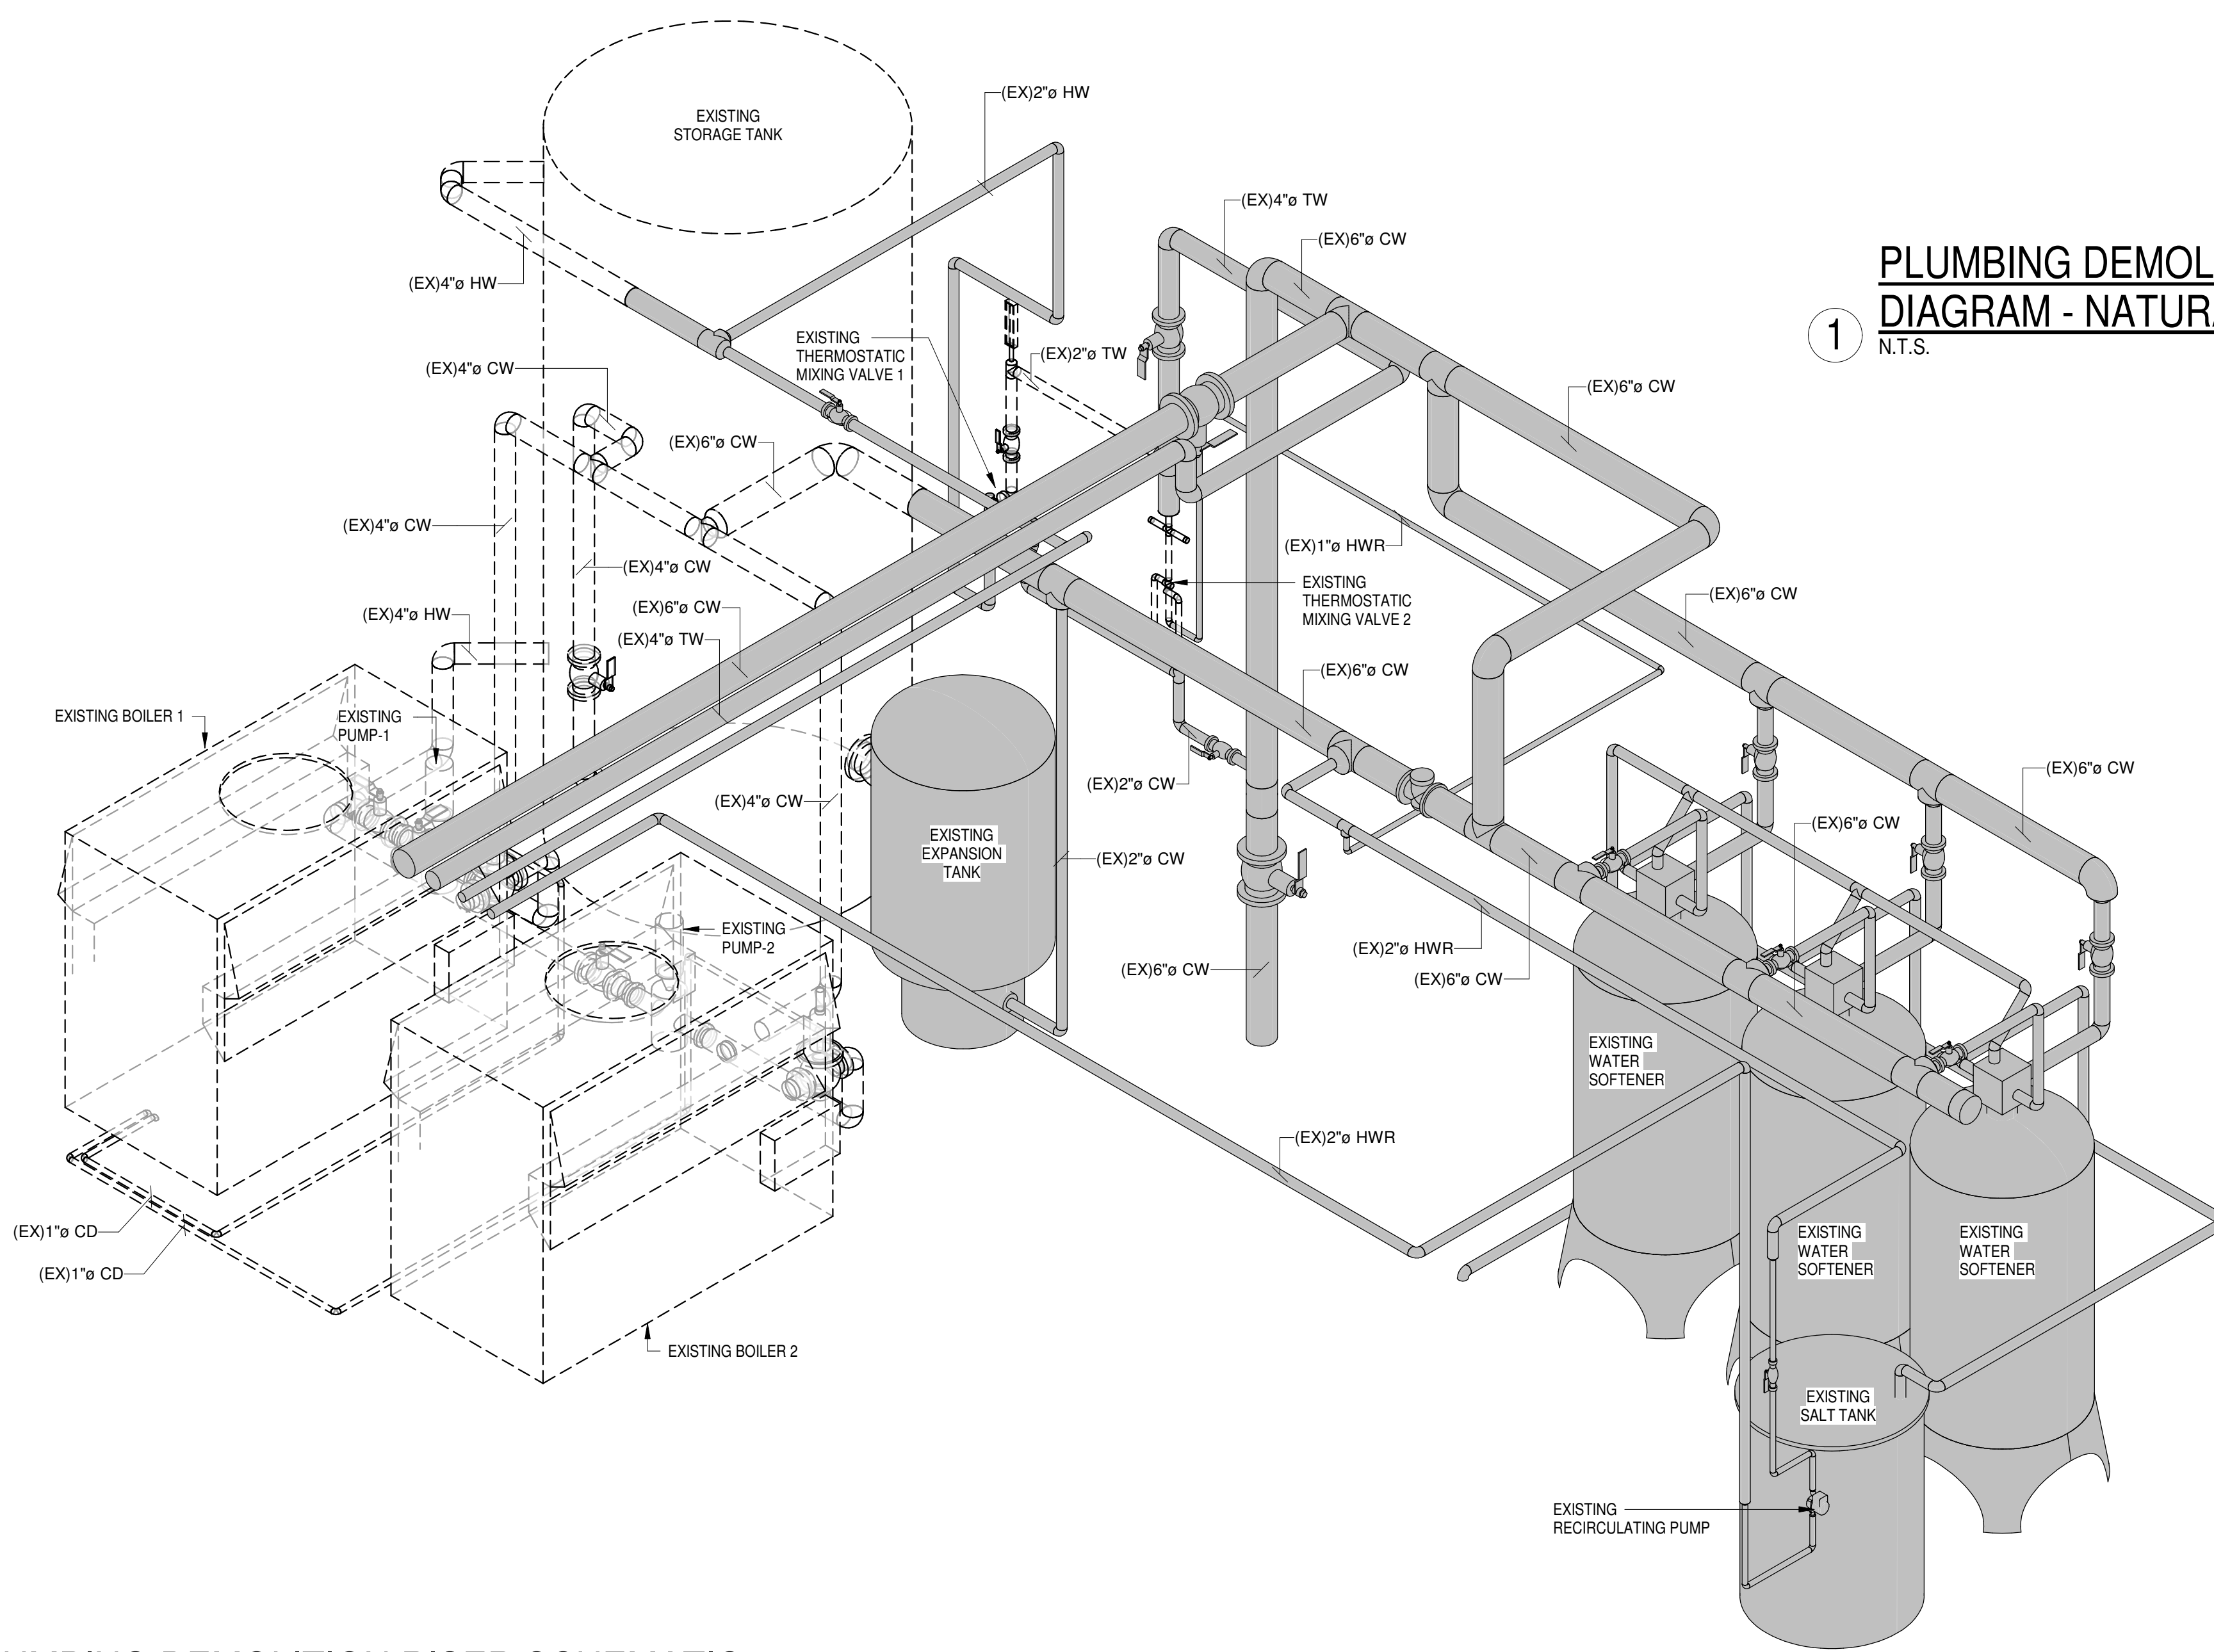 EXISTING
STORAGE TANK
(EX)2"ø HW
(EX)4"ø TW
(EX)6"ø CW
PLUMBING DEMOL
DIAGRAM - NATUR
1
N.T.S.
(EX)4"ø HW
EXISTING
THERMOSTATIC
MIXING VALVE 1
(EX)2"ø TW
(EX)4"ø CW
(EX)6"ø CW
(EX)6"ø CW
(EX)4"ø CW
(EX)1"ø HWR
(EX)4"ø CW
EXISTING
THERMOSTATIC
MIXING VALVE 2
(EX)6"ø CW
(EX)4"ø HW
(EX)6"ø CW
(EX)4"ø TW
(EX)6"ø CW
EXISTING BOILER 1
EXISTING
PUMP-1
(EX)2"ø CW
(EX)6"ø CW
(EX)4"ø CW
(EX)6"ø CW
EXISTING
EXPANSION
TANK
(EX)2"ø CW
EXISTING
PUMP-2
(EX)2"ø HWR
(EX)6"ø CW
(EX)6"ø CW
EXISTING
WATER
SOFTENER
(EX)2"ø HWR
(EX)1"ø CD
(EX)1"ø CD
EXISTING
WATER
SOFTENER
EXISTING
WATER
SOFTENER
EXISTING BOILER 2
EXISTING
SALT TANK
EXISTING
RECIRCULATING PUMP